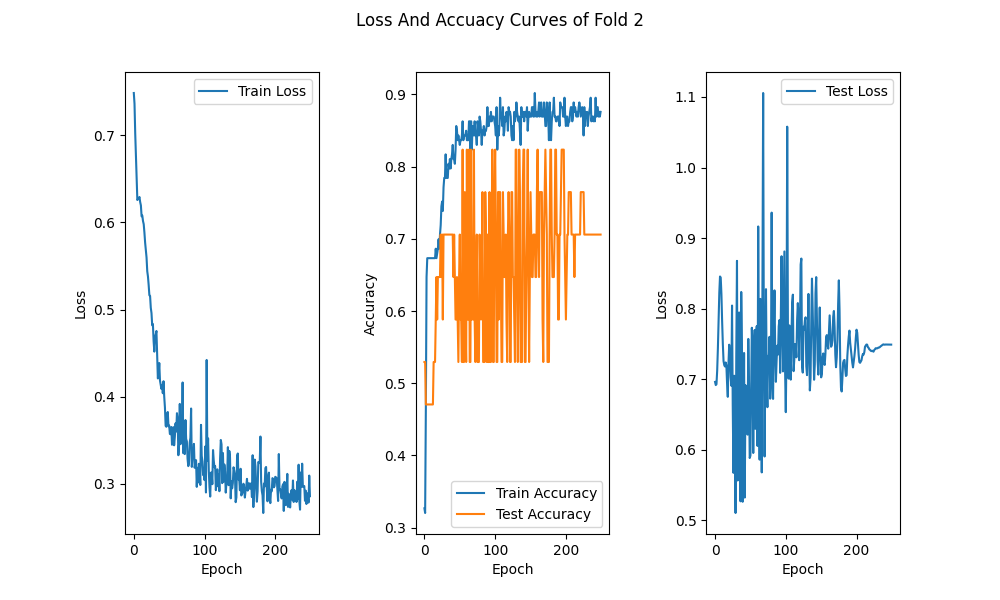 Loss And Accuacy Curves of Fold 2
Train Loss
0.7
0.6
0.5
0.4
0.3
Loss
0
100
200
Epoch
0.9
0.8
0.7
0.6
0.5
0.4
0.3
Accuracy
Train Accuracy
Test Accuracy
0
100
200
Epoch
Test Loss
1.1
1.0
0.9
0.8
0.7
0.6
0.5
Loss
0
100
200
Epoch